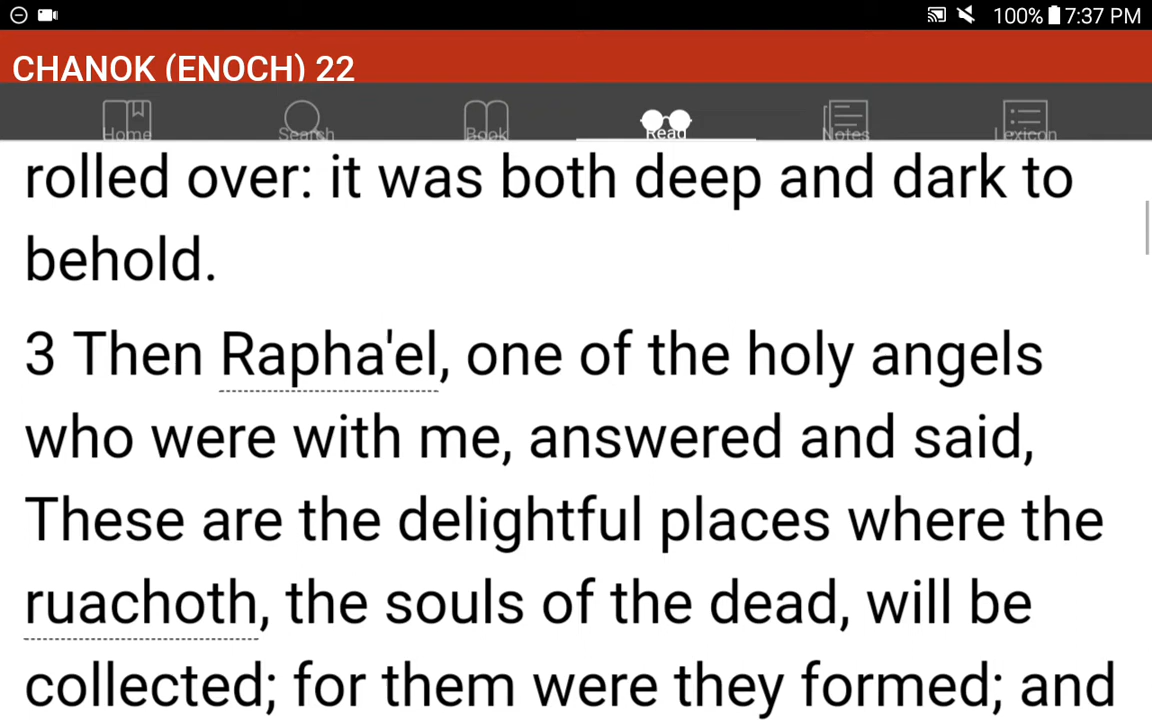 100% 7:37 PM
CHANOK (ENOCH) 22
Home Search Book Read Notes Lexicon
rolled over: it was both deep and dark to
behold.
3 Then Rapha'el, one of the holy angels
who were with me, answered and said,
These are the delightful places where the
ruachoth, the souls of the dead, will be
collected; for them were they formed; and